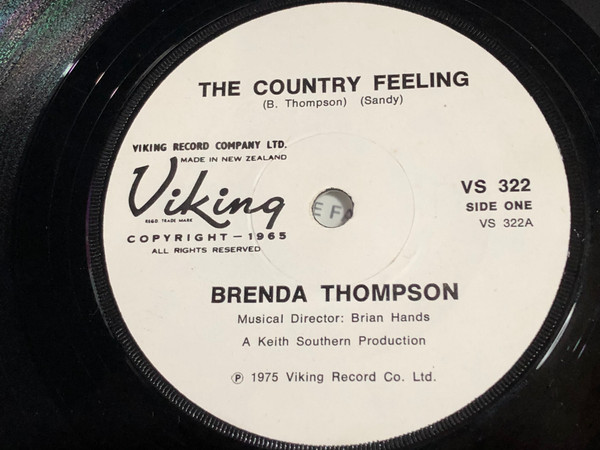 THE COUNTRY FEELING
(B. Thompson) (Sandy)
VIKING RECORD COMPANY LTD.
MADE IN NEW ZEALAND
Viking
REGD TRADE MARK
COPYRIGHT — 1965
ALL RIGHTS RESERVED
VS 322
SIDE ONE
VS 322A
E FA
BRENDA THOMPSON
Musical Director: Brian Hands
A Keith Southern Production
Ⓟ 1975 Viking Record Co. Ltd.